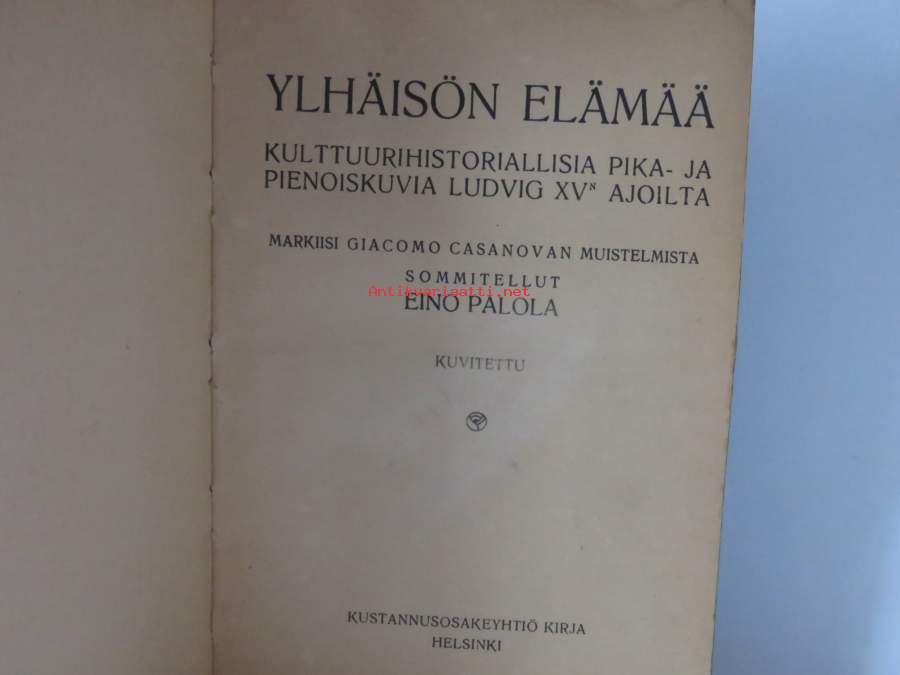 YLHÄISÖN ELÄMÄÄ
KULTTUURIHISTORIALLISIA PIKA- JA
PIENOISKUVIA LUDVIG XVᴺ AJOILTA
MARKIISI GIACOMO CASANOVAN MUISTELMISTA
SOMMITELLUT
Antikvariaatti.net
EINO PALOLA
KUVITETTU
KUSTANNUSOSAKEYHTIÖ KIRJA
HELSINKI